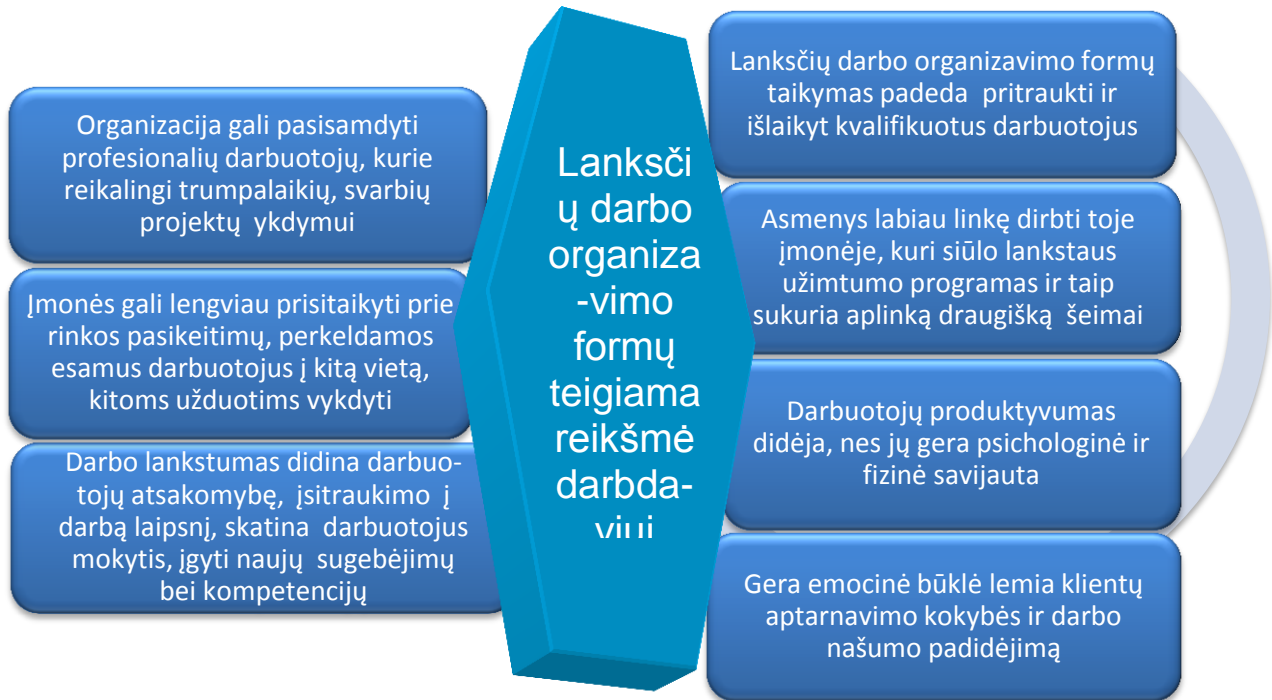 Organizacija gali pasisamdyti
profesionalių darbuotojų, kurie
reikalingi trumpalaikių, svarbių
projektų ykdymui
Įmonės gali lengviau prisitaikyti prie
rinkos pasikeitimų, perkeldamos
esamus darbuotojus į kitą vietą,
kitoms užduotims vykdyti
Darbo lankstumas didina darbuo-
tojų atsakomybę, įsitraukimo į
darbą laipsnį, skatina darbuotojus
mokytis, įgyti naujų sugebėjimų
bei kompetencijų
Lanksči
ų darbo
organiza
-vimo
formų
teigiama
reikšmė
darbda-
viui
Lanksčių darbo organizavimo formų
taikymas padeda pritraukti ir
išlaikyt kvalifikuotus darbuotojus
Asmenys labiau linkę dirbti toje
įmonėje, kuri siūlo lankstaus
užimtumo programas ir taip
sukuria aplinką draugišką šeimai
Darbuotojų produktyvumas
didėja, nes jų gera psichologinė ir
fizinė savijauta
Gera emocinė būklė lemia klientų
aptarnavimo kokybės ir darbo
našumo padidėjimą